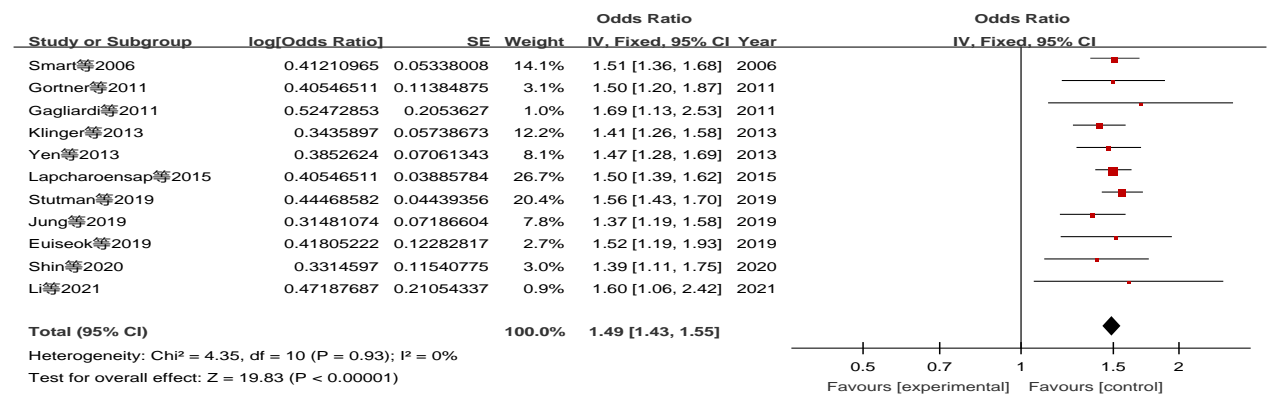 Odds Ratio Odds Ratio
Study or Subgroup log[Odds Ratio] SE Weight IV, Fixed, 95% CI Year IV, Fixed, 95% CI
Smart等2006 0.41210965 0.05338008 14.1% 1.51 [1.36, 1.68] 2006
Gortner等2011 0.40546511 0.11384875 3.1% 1.50 [1.20, 1.87] 2011
Gagliardi等2011 0.52472853 0.2053627 1.0% 1.69 [1.13, 2.53] 2011
Klinger等2013 0.3435897 0.05738673 12.2% 1.41 [1.26, 1.58] 2013
Yen等2013 0.3852624 0.07061343 8.1% 1.47 [1.28, 1.69] 2013
Lapcharoensap等2015 0.40546511 0.03885784 26.7% 1.50 [1.39, 1.62] 2015
Stutman等2019 0.44468582 0.04439356 20.4% 1.56 [1.43, 1.70] 2019
Jung等2019 0.31481074 0.07186604 7.8% 1.37 [1.19, 1.58] 2019
Euiseok等2019 0.41805222 0.12282817 2.7% 1.52 [1.19, 1.93] 2019
Shin等2020 0.3314597 0.11540775 3.0% 1.39 [1.11, 1.75] 2020
Li等2021 0.47187687 0.21054337 0.9% 1.60 [1.06, 2.42] 2021
Total (95% CI) 100.0% 1.49 [1.43, 1.55]
Heterogeneity: Chi² = 4.35, df = 10 (P = 0.93); I² = 0%
Test for overall effect: Z = 19.83 (P < 0.00001)
0.5 0.7 1 1.5 2
Favours [experimental] Favours [control]